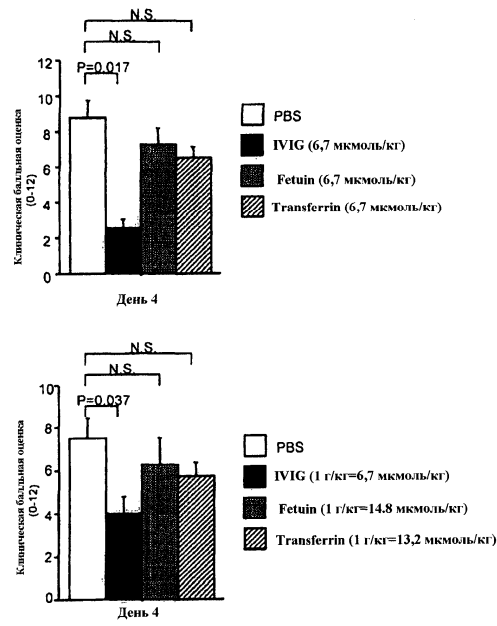 N.S.
N.S.
P=0.017
12
10
8
6
4
2
0
Клиническая балльная оценка
(0-12)
День 4
PBS
IVIG (6,7 мкмоль/кг)
Fetuin (6,7 мкмоль/кг)
Transferrin (6,7 мкмоль/кг)
N.S.
N.S.
P=0.037
10
8
6
4
2
0
Клиническая балльная оценка
(0-12)
День 4
PBS
IVIG (1 г/кг=6,7 мкмоль/кг)
Fetuin (1 г/кг=14.8 мкмоль/кг)
Transferrin (1 г/кг=13,2 мкмоль/кг)